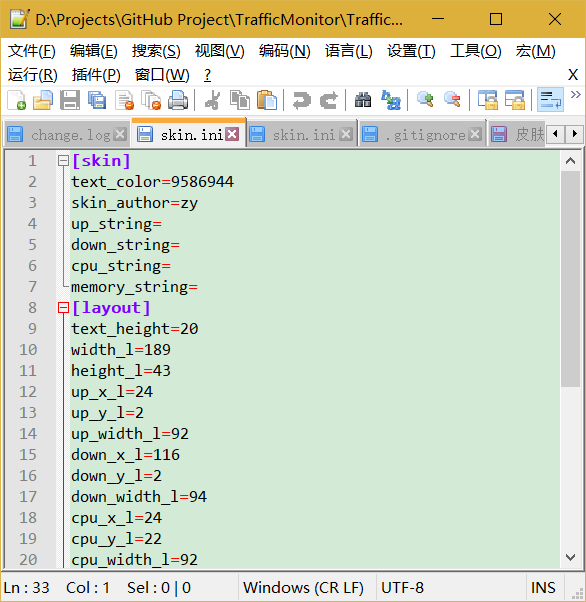 D:\Projects\GitHub Project\TrafficMonitor\Traffic...
文件(F) 编辑(E) 搜索(S) 视图(V) 编码(N) 语言(L) 设置(T) 工具(O) 宏(M)
运行(R) 插件(P) 窗口(W) ? X
change.log skin.ini skin.ini .gitignore 皮肤
1 [skin]
2 text_color=9586944
3 skin_author=zy
4 up_string=
5 down_string=
6 cpu_string=
7 memory_string=
8 [layout]
9 text_height=20
10 width_l=189
11 height_l=43
12 up_x_l=24
13 up_y_l=2
14 up_width_l=92
15 down_x_l=116
16 down_y_l=2
17 down_width_l=94
18 cpu_x_l=24
19 cpu_y_l=22
20 cpu_width_l=92
Ln : 33 Col : 1 Sel : 0 | 0 Windows (CR LF) UTF-8 INS